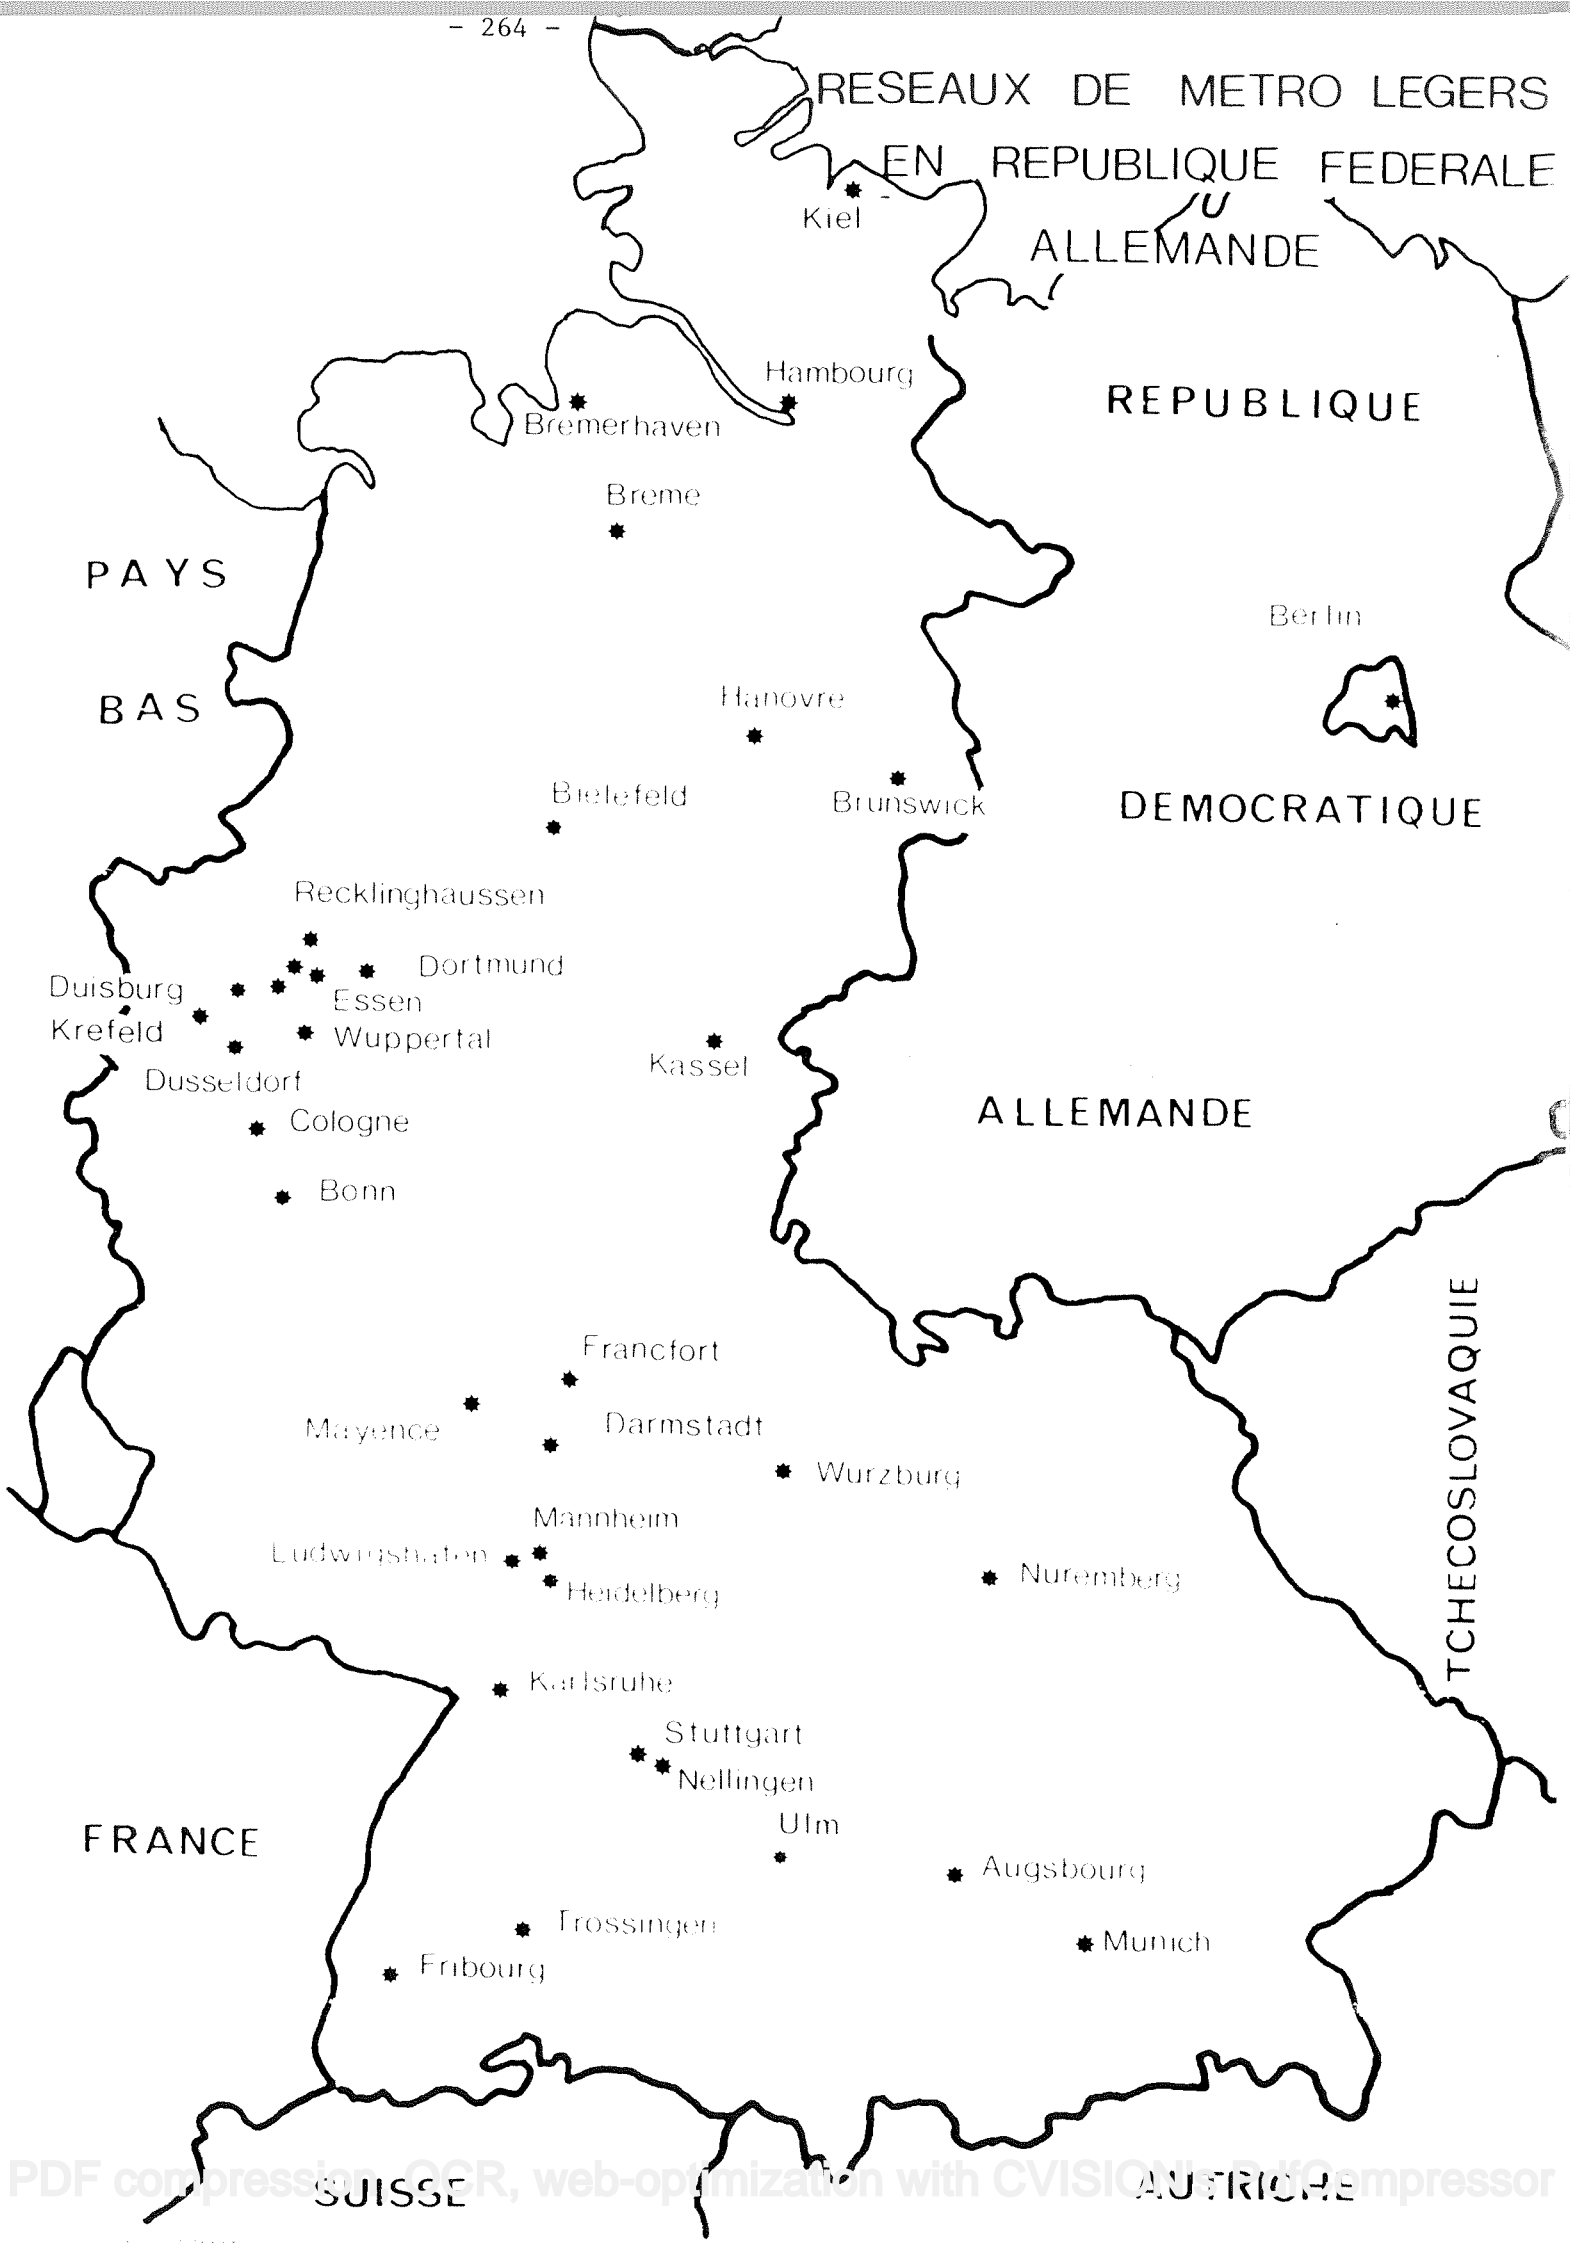 - 264 -
RESEAUX DE METRO LEGERS
EN REPUBLIQUE FEDERALE
ALLEMANDE
Kiel
Hambourg
Bremerhaven
REPUBLIQUE
Breme
PAYS
Berlin
BAS
Hanovre
Bielefeld
Brunswick
DEMOCRATIQUE
Recklinghaussen
Dortmund
Duisburg
Essen
Krefeld
Wuppertal
Kassel
Dusseldorf
Cologne
ALLEMANDE
Bonn
TCHECOSLOVAQUIE
Francfort
Mayence
Darmstadt
Wurzburg
Mannheim
Ludwigshafen
Heidelberg
Nuremberg
Karlsruhe
Stuttgart
Nellingen
Ulm
FRANCE
Augsbourg
Trossingen
Munich
Fribourg
PDF compression, OCR, web-optimization with CVISION's PdfCompressor
SUISSE
AUTRICHE